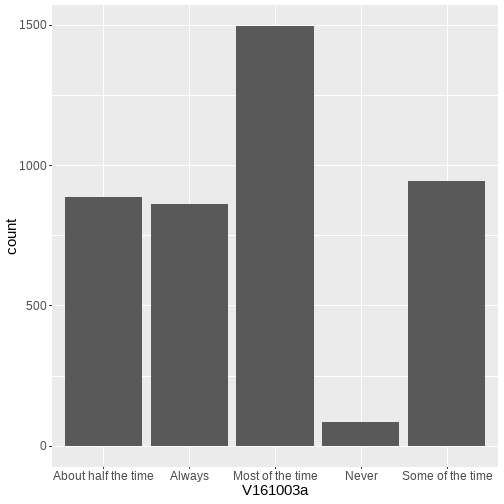 1500
1000
500
0
count
About half the time Always Most of the time Never Some of the time
V161003a